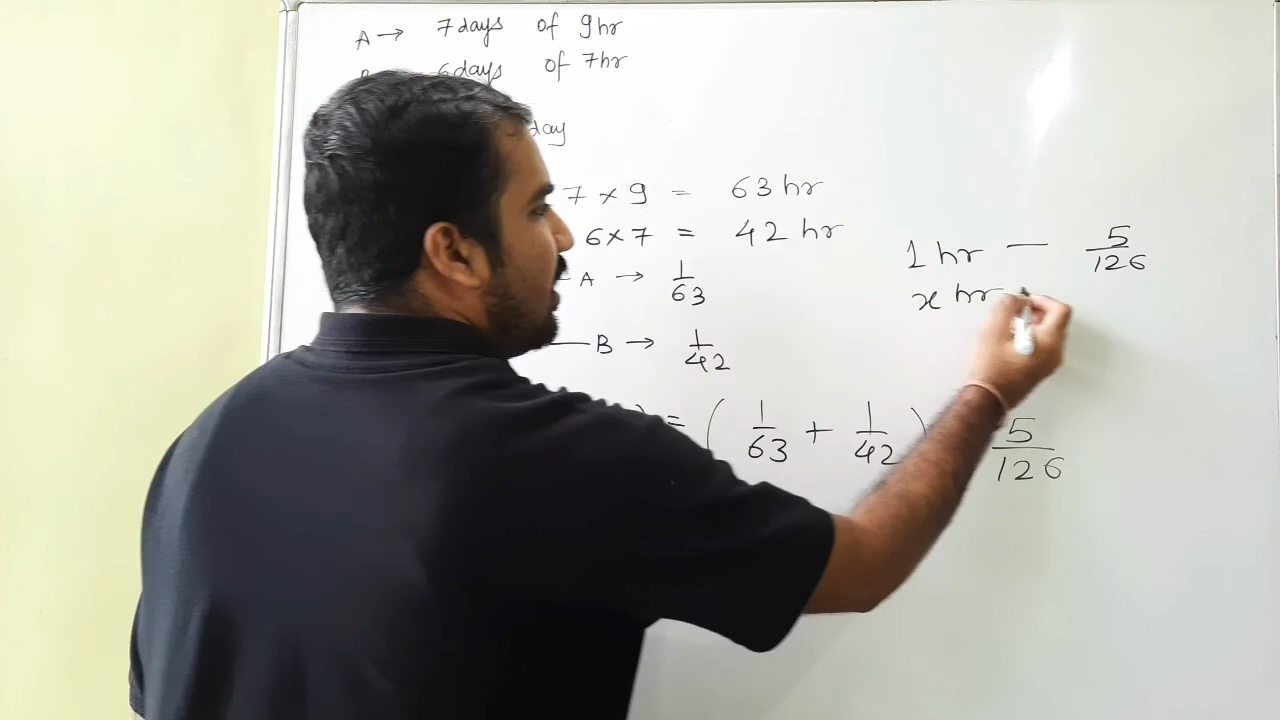 A → 7 days of 9 hr
6 days of 7 hr
day
7 × 9 = 63 hr
6 × 7 = 42 hr
A → 1/63
1 hr — 5/126
x hr
B → 1/42
) = ( 1/63 + 1/42 ) 5/126